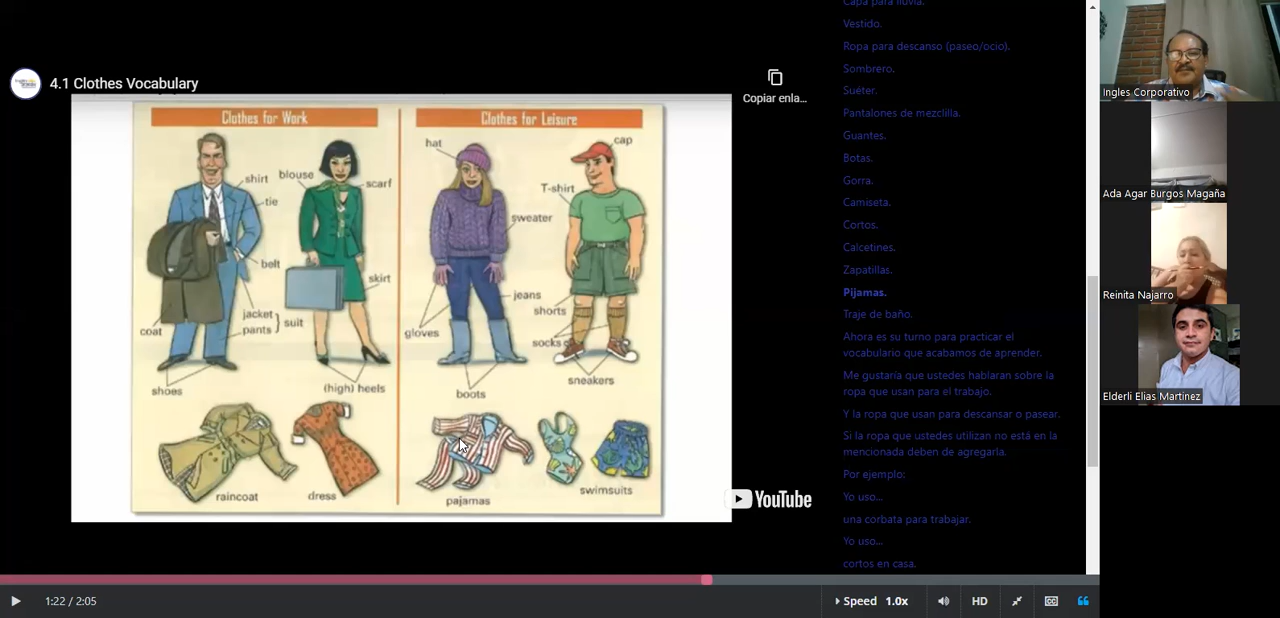 4.1 Clothes Vocabulary
Copiar enla...
Clothes for Work
Clothes for Leisure
shirt
blouse
scarf
tie
belt
skirt
jacket
pants
suit
coat
shoes
(high) heels
raincoat
dress
hat
cap
T-shirt
sweater
jeans
shorts
gloves
socks
sneakers
boots
pajamas
swimsuits
YouTube
1:22 / 2:05
Speed 1.0x
HD
CC
Capa para lluvia.
Vestido.
Ropa para descanso (paseo/ocio).
Sombrero.
Suéter.
Pantalones de mezclilla.
Guantes.
Botas.
Gorra.
Camiseta.
Cortos.
Calcetines.
Zapatillas.
Pijamas.
Traje de baño.
Ahora es su turno para practicar el
vocabulario que acabamos de aprender.
Me gustaría que ustedes hablaran sobre la
ropa que usan para el trabajo.
Y la ropa que usan para descansar o pasear.
Si la ropa que ustedes utilizan no está en la
mencionada deben de agregarla.
Por ejemplo:
Yo uso...
una corbata para trabajar.
Yo uso...
cortos en casa.
Ingles Corporativo
Ada Agar Burgos Magaña
Reinita Najarro
Elderli Elias Martinez